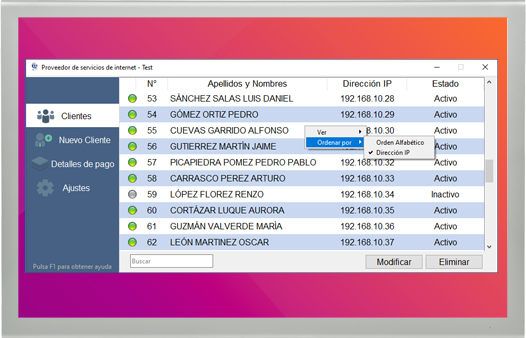 Proveedor de servicios de internet - Test
Clientes
Nuevo Cliente
Detalles de pago
Ajustes
Pulsa F1 para obtener ayuda
N° Apellidos y Nombres Dirección IP Estado
53 SÁNCHEZ SALAS LUIS DANIEL 192.168.10.28 Activo
54 GÓMEZ ORTIZ PEDRO 192.168.10.29 Activo
55 CUEVAS GARRIDO ALFONSO 8.10.30 Activo
56 GUTIERREZ MARTÍN JAIME Activo
57 PICAPIEDRA POMEZ PEDRO PABLO 192.168.10.32 Activo
58 CARRASCO PEREZ ARTURO 192.168.10.33 Activo
59 LÓPEZ FLOREZ RENZO 192.168.10.34 Inactivo
60 CORTÁZAR LUQUE AURORA 192.168.10.35 Activo
61 GUZMÁN VALVERDE MARÍA 192.168.10.36 Activo
62 LEÓN MARTINEZ OSCAR 192.168.10.37 Activo
Ver
Ordenar por
Orden Alfabético
Dirección IP
Buscar
Modificar
Eliminar